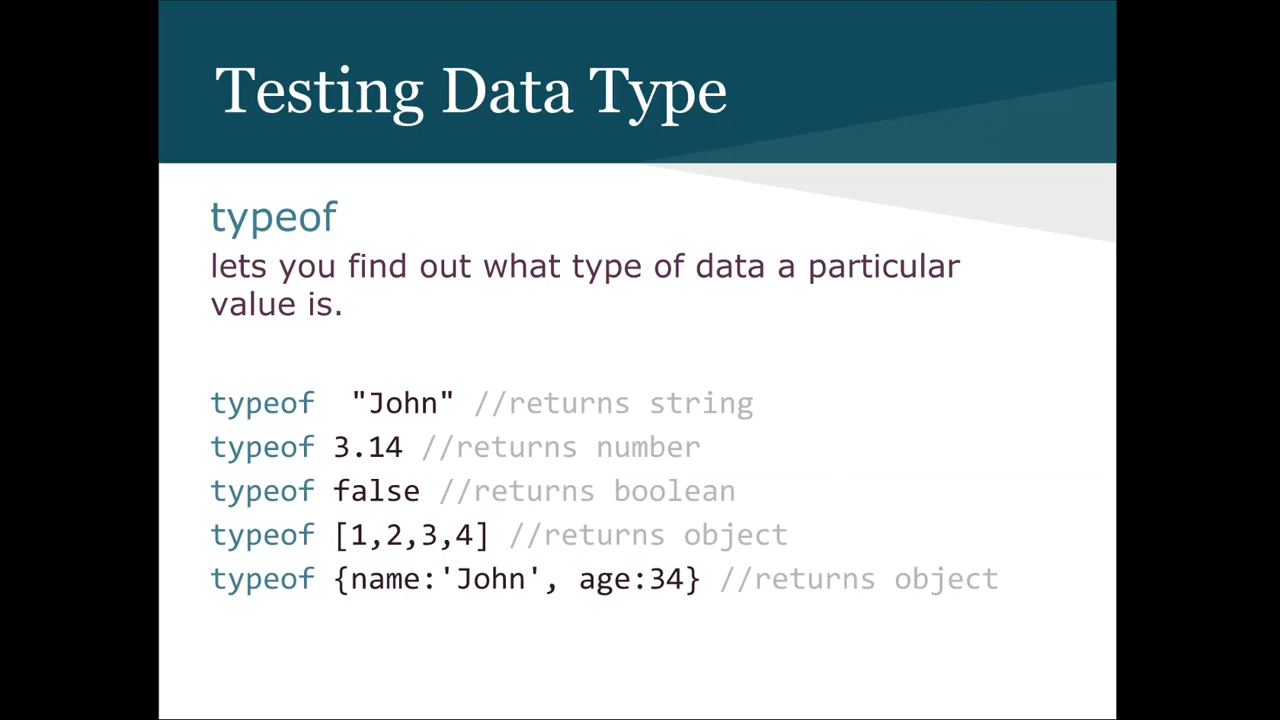 Testing Data Type
typeof
lets you find out what type of data a particular
value is.
typeof  "John" //returns string
typeof 3.14 //returns number
typeof false //returns boolean
typeof [1,2,3,4] //returns object
typeof {name:'John', age:34} //returns object